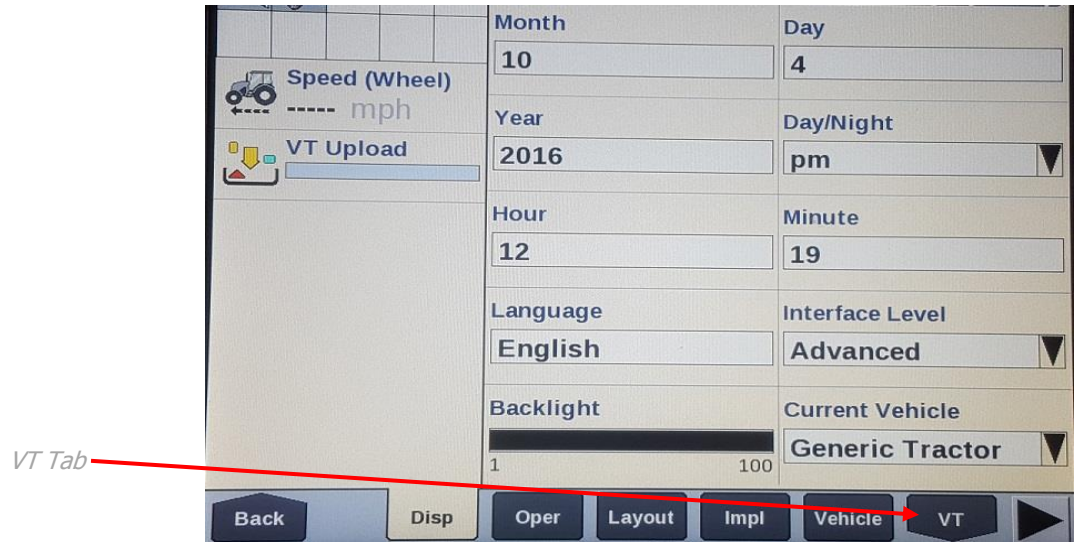 Month
10
Day
4
Speed (Wheel)
----- mph
Year
2016
Day/Night
pm
VT Upload
Hour
12
Minute
19
Language
English
Interface Level
Advanced
Backlight
1 100
Current Vehicle
Generic Tractor
VT Tab
Back
Disp
Oper
Layout
Impl
Vehicle
VT